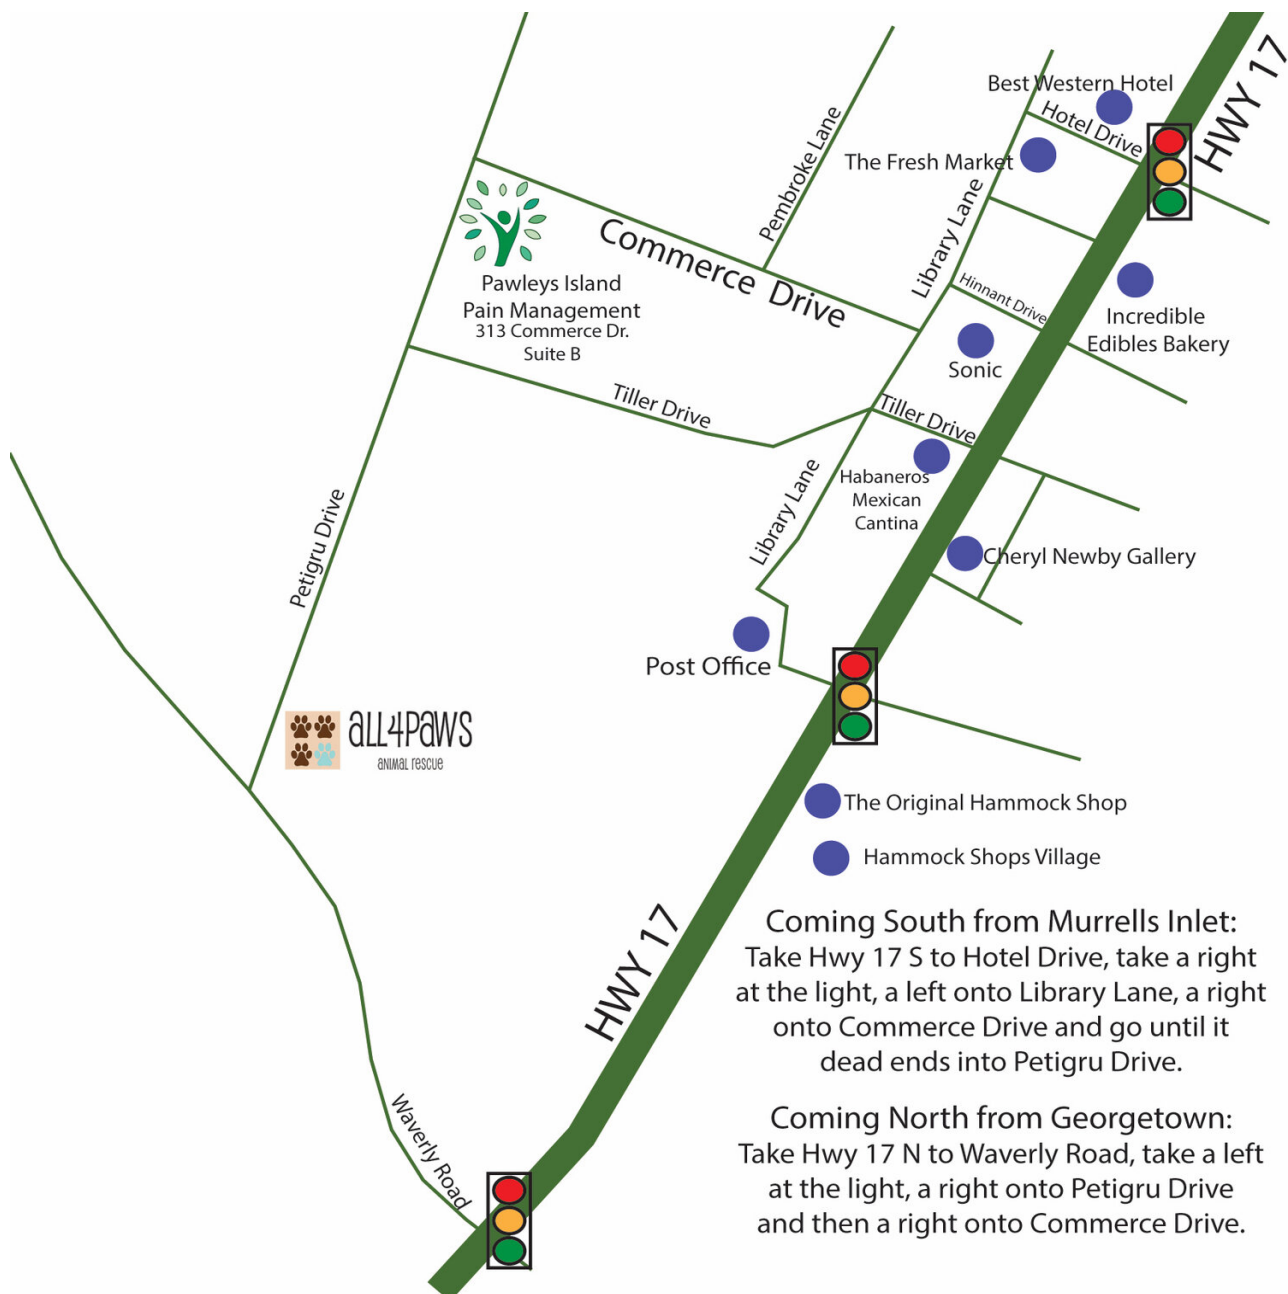 HWY 17
Best Western Hotel
Hotel Drive
The Fresh Market
Pembroke Lane
Library Lane
Commerce Drive
Pawleys Island
Pain Management
313 Commerce Dr.
Suite B
Hinnant Drive
Incredible
Edibles Bakery
Sonic
Tiller Drive
Tiller Drive
Habaneros
Mexican
Cantina
Library Lane
Petigru Drive
Cheryl Newby Gallery
Post Office
ALL4PAWS
ANIMAL RESCUE
The Original Hammock Shop
Hammock Shops Village
HWY 17
Waverly Road
Coming South from Murrells Inlet:
Take Hwy 17 S to Hotel Drive, take a right
at the light, a left onto Library Lane, a right
onto Commerce Drive and go until it
dead ends into Petigru Drive.
Coming North from Georgetown:
Take Hwy 17 N to Waverly Road, take a left
at the light, a right onto Petigru Drive
and then a right onto Commerce Drive.